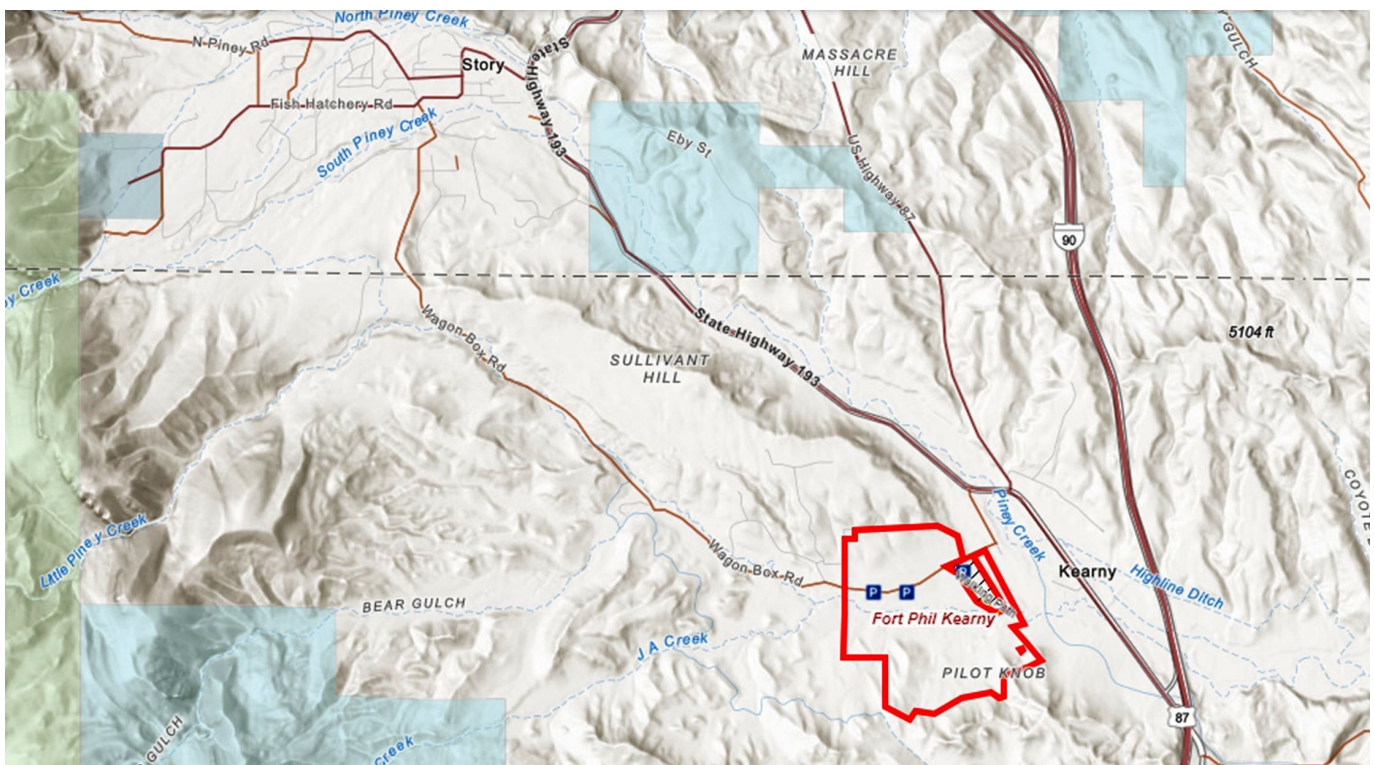 North Piney Creek
N Piney Rd
State Highway 193
Story
MASSACRE
HILL
Fish Hatchery Rd
South Piney Creek
Eby St
US Highway 87
90
Creek
Wagon Box Rd
State Highway 193
5104 ft
SULLIVANT
HILL
Little Piney Creek
Piney Creek
Wagon Box Rd
P
P
Kearny
Highline Ditch
BEAR GULCH
Fort Phil Kearny
J A Creek
PILOT KNOB
87
GULCH
Creek
GULCH